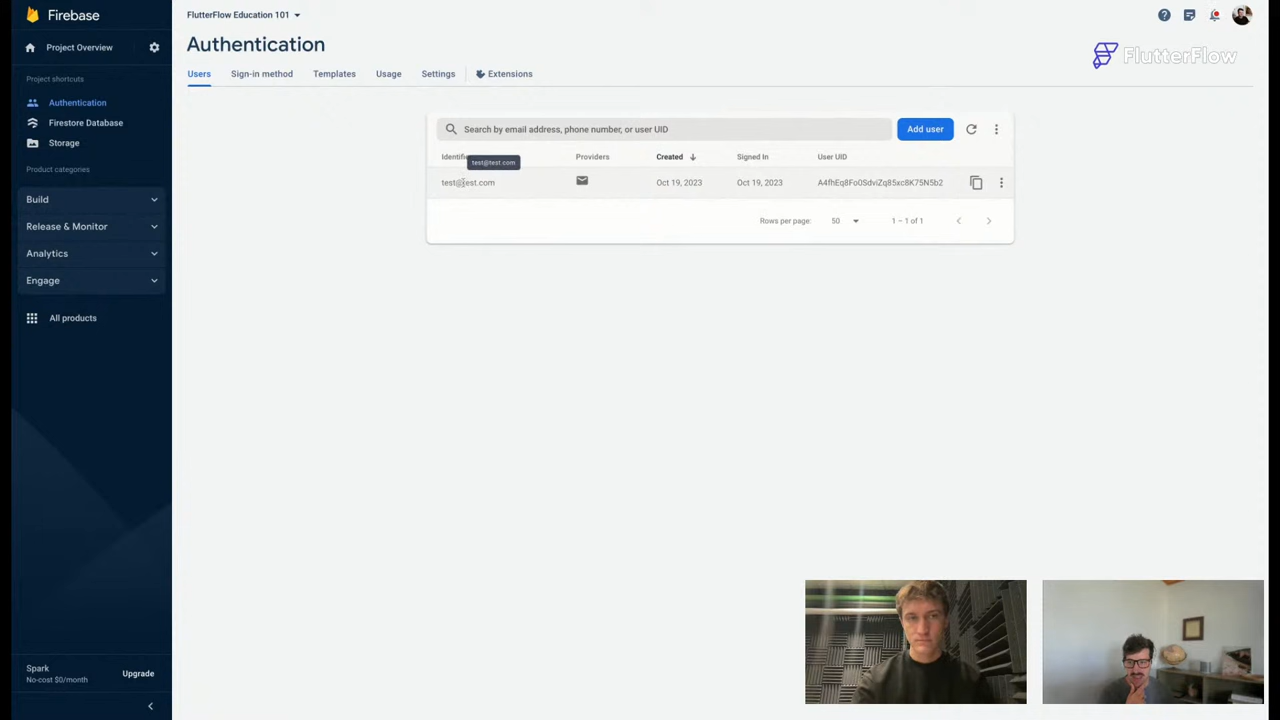 Firebase
FlutterFlow Education 101
Project Overview
Authentication
FlutterFlow
Project shortcuts
Users
Sign-in method
Templates
Usage
Settings
Extensions
Authentication
Firestore Database
Storage
Product categories
Build
Release & Monitor
Analytics
Engage
All products
Search by email address, phone number, or user UID
Add user
test@test.com
Providers
Created
Signed In
User UID
test@test.com
Oct 19, 2023
Oct 19, 2023
A4fhEq8Fo0SdviZq85xc8K75N5b2
Rows per page:
50
1 – 1 of 1
Spark
No-cost $0/month
Upgrade